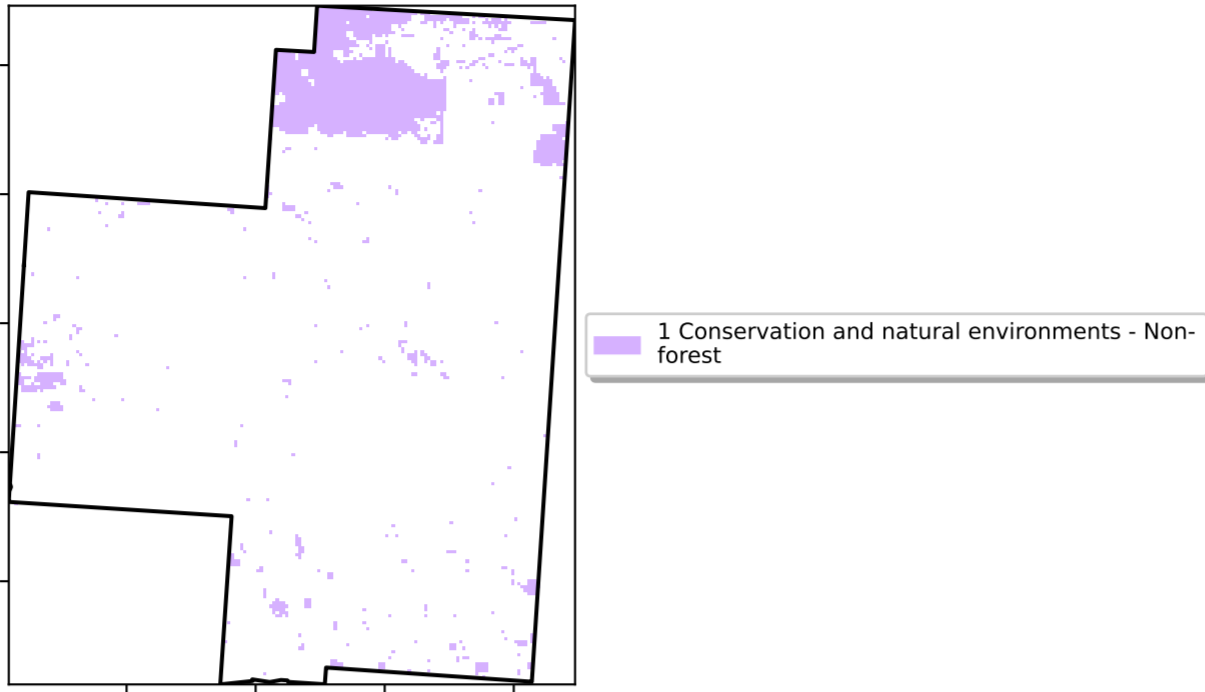 1 Conservation and natural environments - Non-
forest